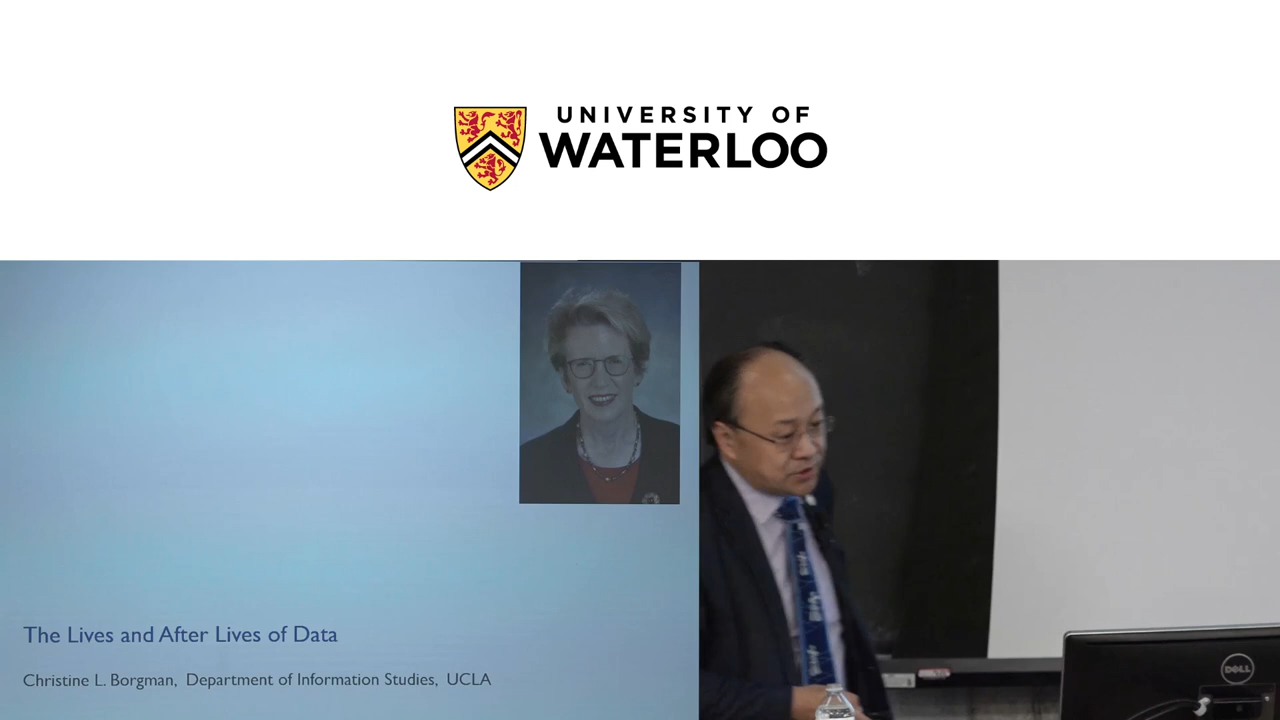 UNIVERSITY OF
WATERLOO
The Lives and After Lives of Data
Christine L. Borgman, Department of Information Studies, UCLA
DELL